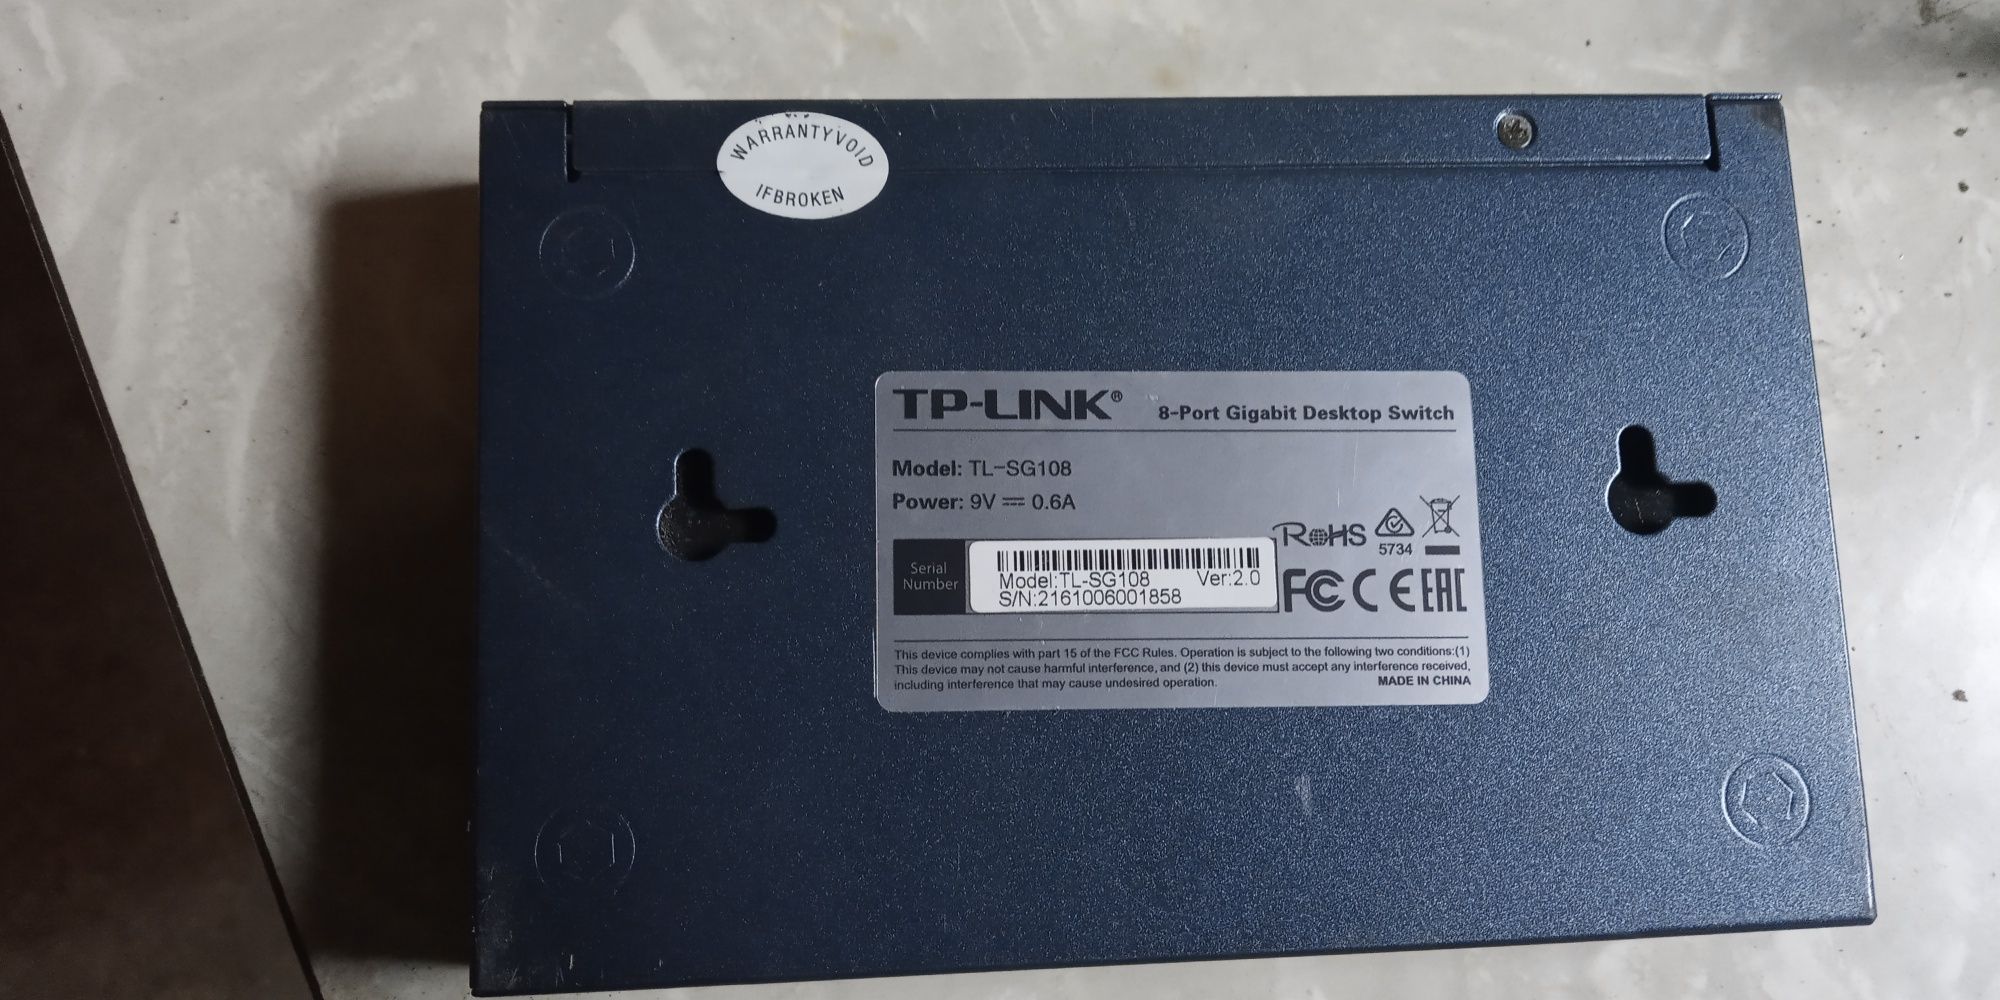 WARRANTYVOID
IFBROKEN
TP-LINK® 8-Port Gigabit Desktop Switch
Model: TL-SG108
Power: 9V ⎓ 0.6A
Serial
Number
Model:TL-SG108 Ver:2.0
S/N:2161006001858
RoHS
5734
FC CE EAC
This device complies with part 15 of the FCC Rules. Operation is subject to the following two conditions:(1)
This device may not cause harmful interference, and (2) this device must accept any interference received,
including interference that may cause undesired operation. MADE IN CHINA